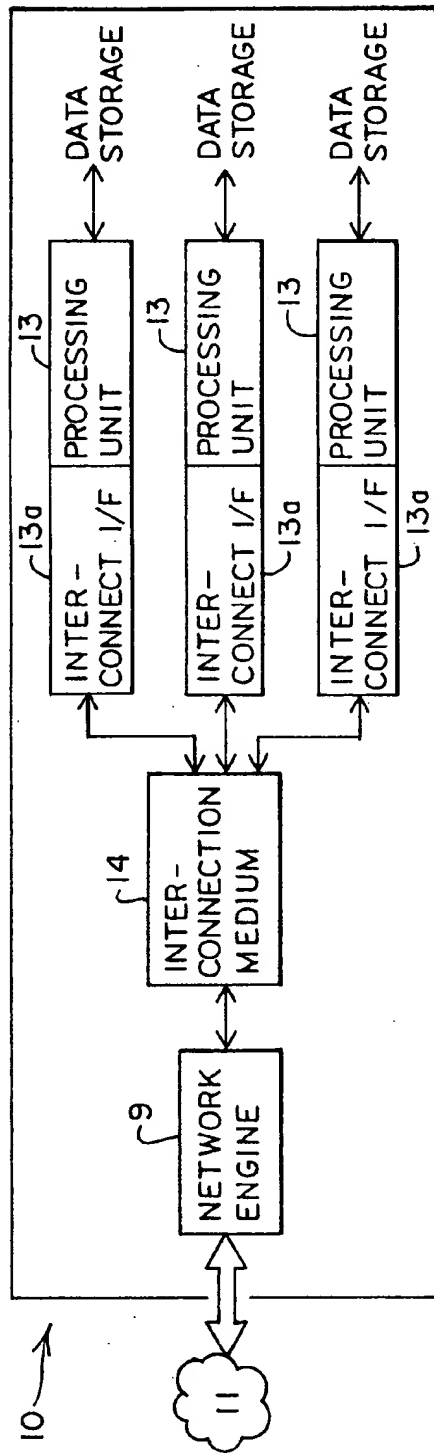 10
11
9
NETWORK
ENGINE
14
INTER-
CONNECTION
MEDIUM
13a
INTER-
CONNECT I/F
13
PROCESSING
UNIT
DATA
STORAGE
INTER-
CONNECT I/F
13a
13
PROCESSING
UNIT
DATA
STORAGE
INTER-
CONNECT I/F
13a
13
PROCESSING
UNIT
DATA
STORAGE